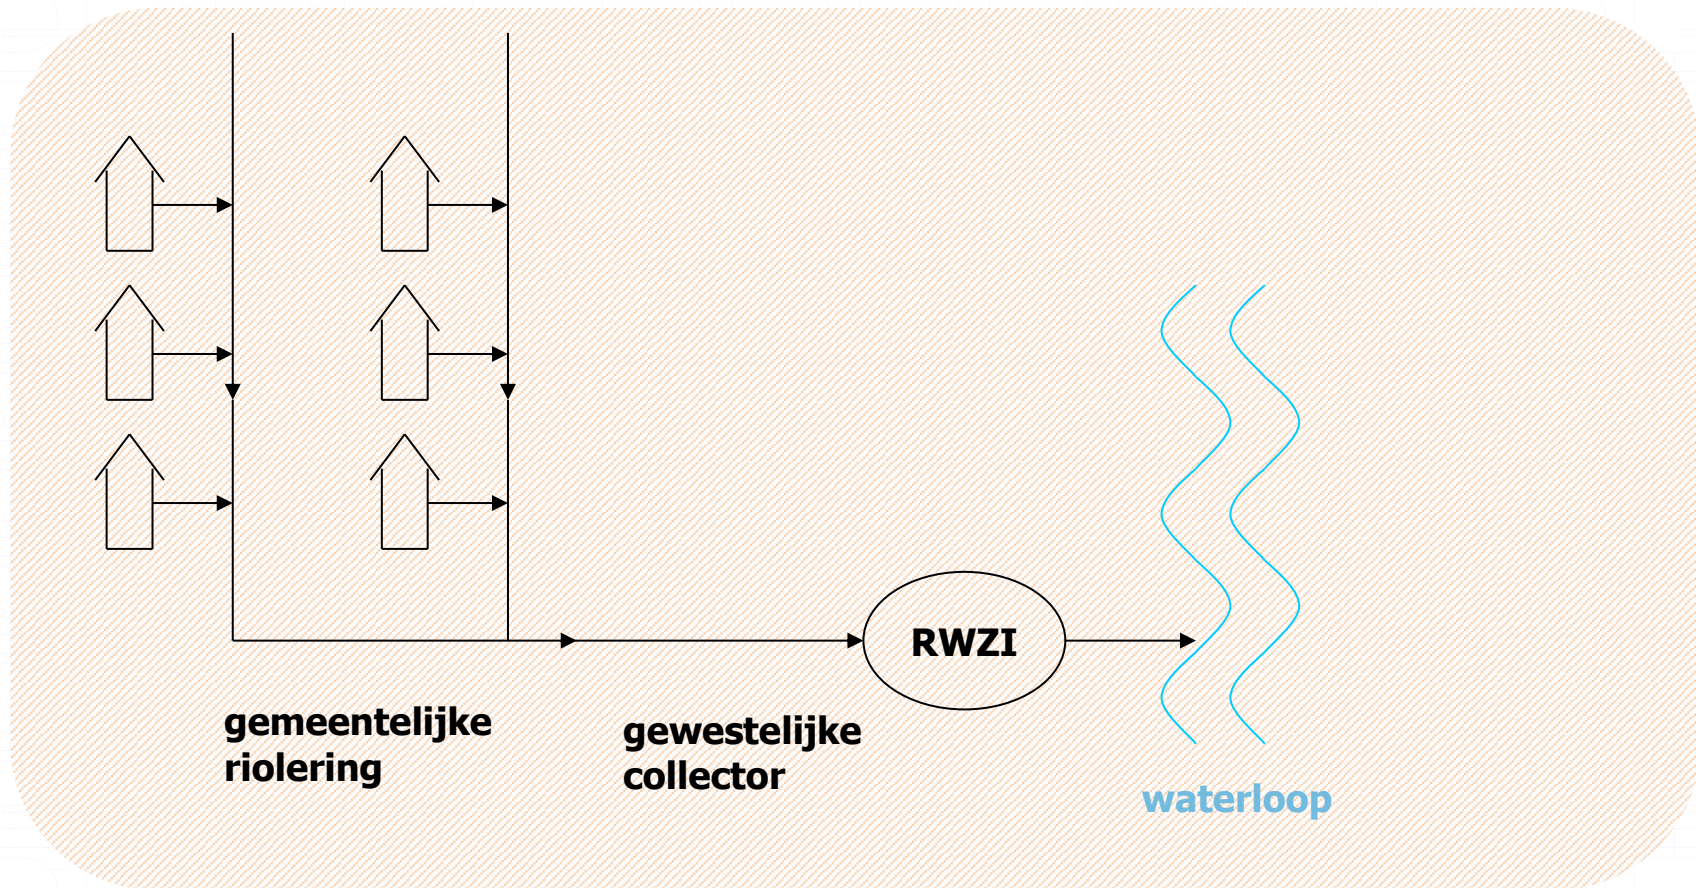 RWZI
gemeentelijke
riolering
gewestelijke
collector
waterloop